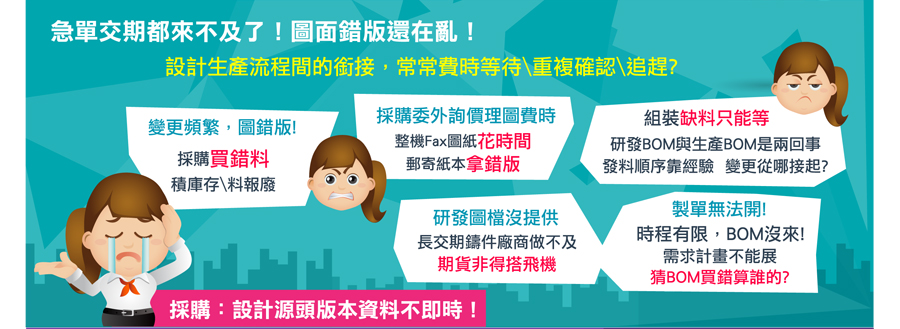 急單交期都來不及了！圖面錯版還在亂！
設計生產流程間的銜接，常常費時等待\重複確認\追趕?
變更頻繁，圖錯版!
採購買錯料
積庫存\料報廢
採購委外詢價理圖費時
整機Fax圖紙花時間
郵寄紙本拿錯版
組裝缺料只能等
研發BOM與生產BOM是兩回事
發料順序靠經驗 變更從哪接起?
研發圖檔沒提供
長交期鑄件廠商做不及
期貨非得搭飛機
製單無法開!
時程有限，BOM沒來!
需求計畫不能展
猜BOM買錯算誰的?
採購：設計源頭版本資料不即時！